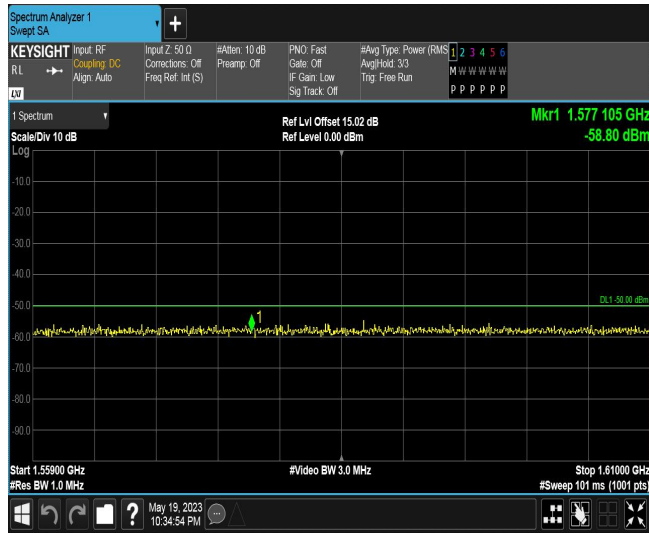 Spectrum Analyzer 1
Swept SA
+
KEYSIGHT
RL
LXI
Input: RF
Coupling: DC
Align: Auto
Input Z: 50 Ω
Corrections: Off
Freq Ref: Int (S)
#Atten: 10 dB
Preamp: Off
PNO: Fast
Gate: Off
IF Gain: Low
Sig Track: Off
#Avg Type: Power (RMS
Avg|Hold: 3/3
Trig: Free Run
1 2 3 4 5 6
M W W W W W
P P P P P P
1 Spectrum
Scale/Div 10 dB
Ref Lvl Offset 15.02 dB
Ref Level 0.00 dBm
Mkr1 1.577 105 GHz
-58.80 dBm
Log
-10.0
-20.0
-30.0
-40.0
-50.0
DL1 -50.00 dBm
1
-60.0
-70.0
-80.0
-90.0
Start 1.55900 GHz
#Video BW 3.0 MHz
Stop 1.61000 GHz
#Res BW 1.0 MHz
#Sweep 101 ms (1001 pts)
?
May 19, 2023
10:34:54 PM